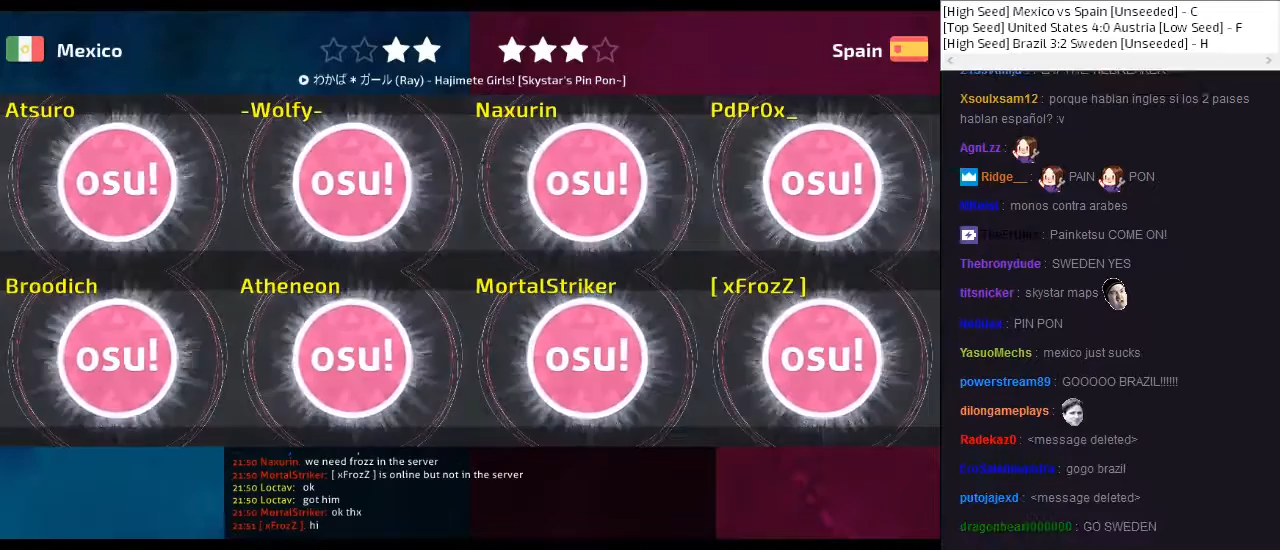 Mexico
Spain
わかば * ガール (Ray) - Hajimete Girls! [Skystar's Pin Pon~]
Atsuro
-Wolfy-
Naxurin
PdPr0x_
osu!
osu!
osu!
osu!
Broodich
Atheneon
MortalStriker
[ xFrozZ ]
osu!
osu!
osu!
osu!
21:50 Naxurin: we need frozz in the server
21:50 MortalStriker: [ xFrozZ ] is online but not in the server
21:50 Loctav: ok
21:50 Loctav: got him
21:50 MortalStriker: ok thx
21:51 [ xFrozZ ]: hi
[High Seed] Mexico vs Spain [Unseeded] - C
[Top Seed] United States 4:0 Austria [Low Seed] - F
[High Seed] Brazil 3:2 Sweden [Unseeded] - H
Xsoulxsam12 : porque hablan ingles si los 2 paises
hablan español? :v
AgnLzz :
Ridge__ : PAIN PON
: monos contra arabes
: Painketsu COME ON!
Thebronydude : SWEDEN YES
titsnicker : skystar maps
: PIN PON
YasuoMechs : mexico just sucks
powerstream89 : GOOOOO BRAZIL!!!!!!
dilongameplays :
Radekaz0 : <message deleted>
: gogo brazil
putojajexd : <message deleted>
: GO SWEDEN